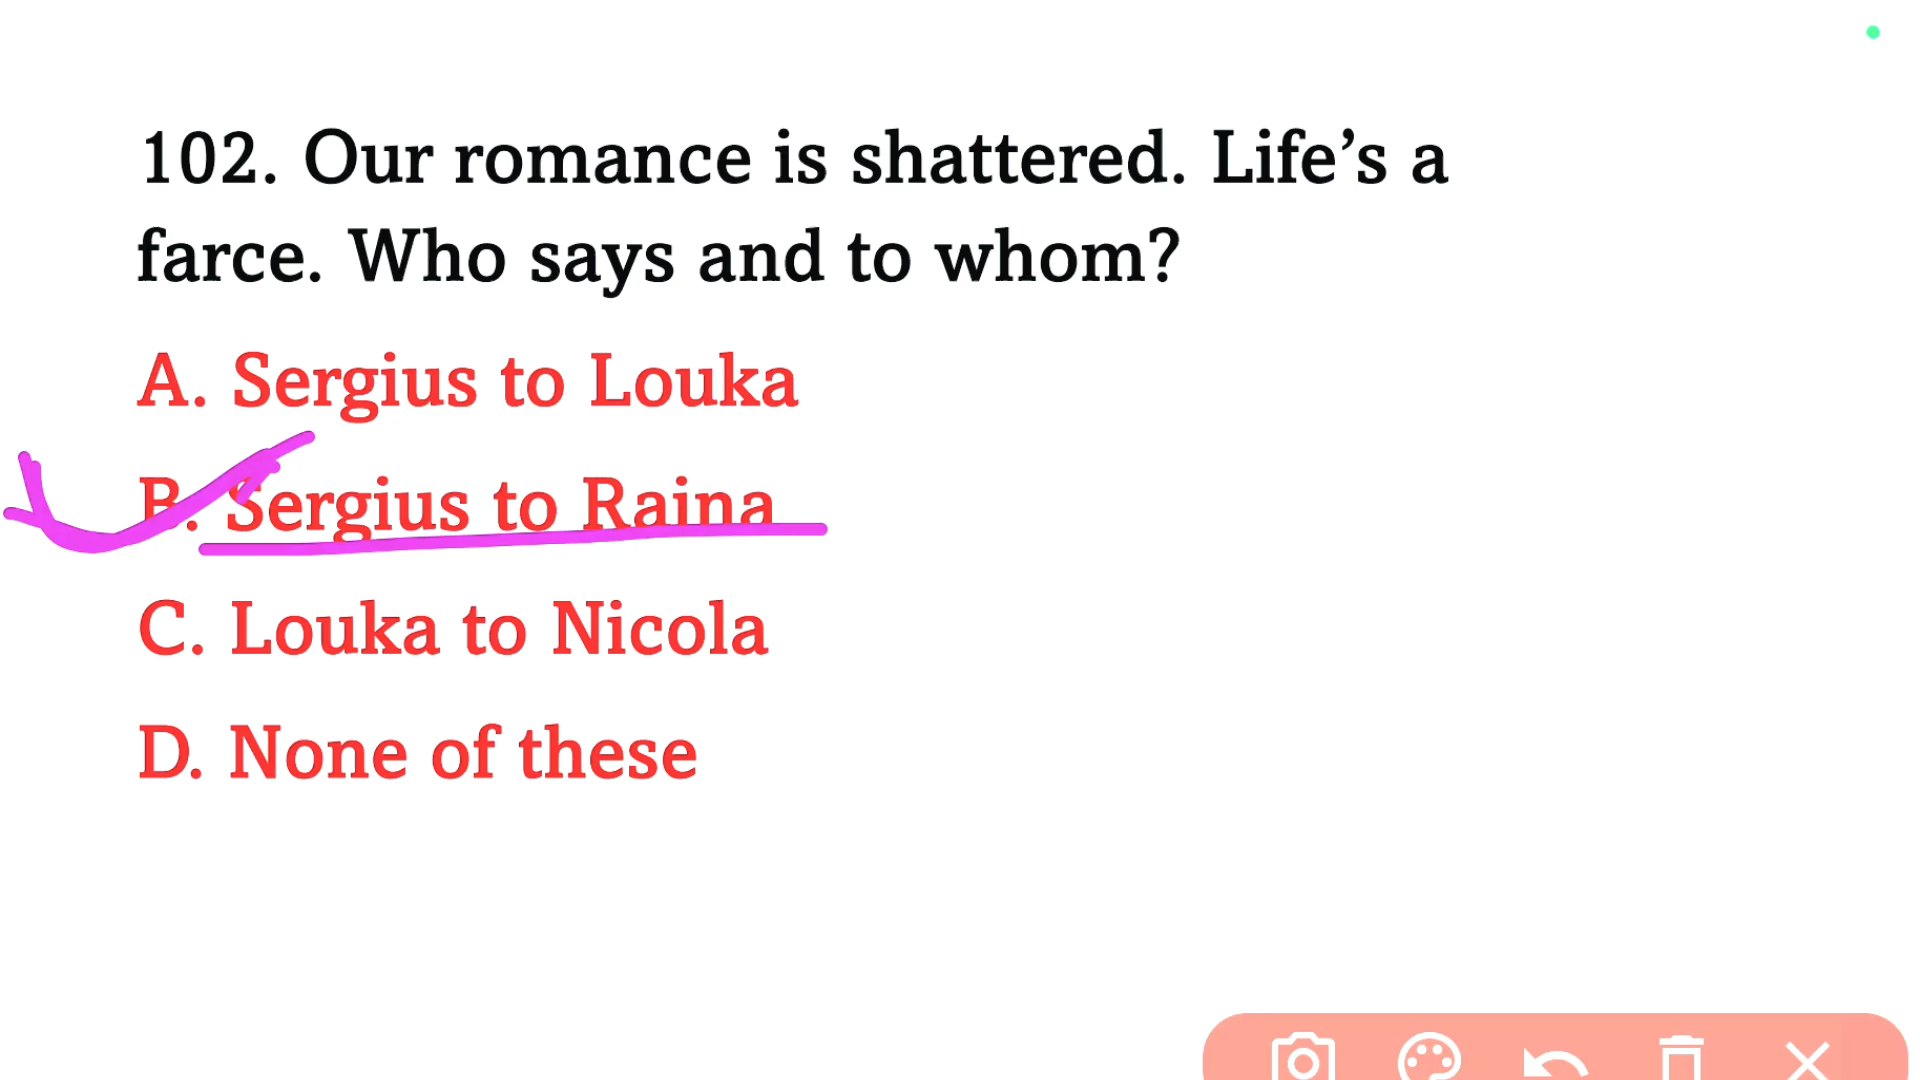 102. Our romance is shattered. Life’s a
farce. Who says and to whom?
A. Sergius to Louka
B. Sergius to Raina
C. Louka to Nicola
D. None of these